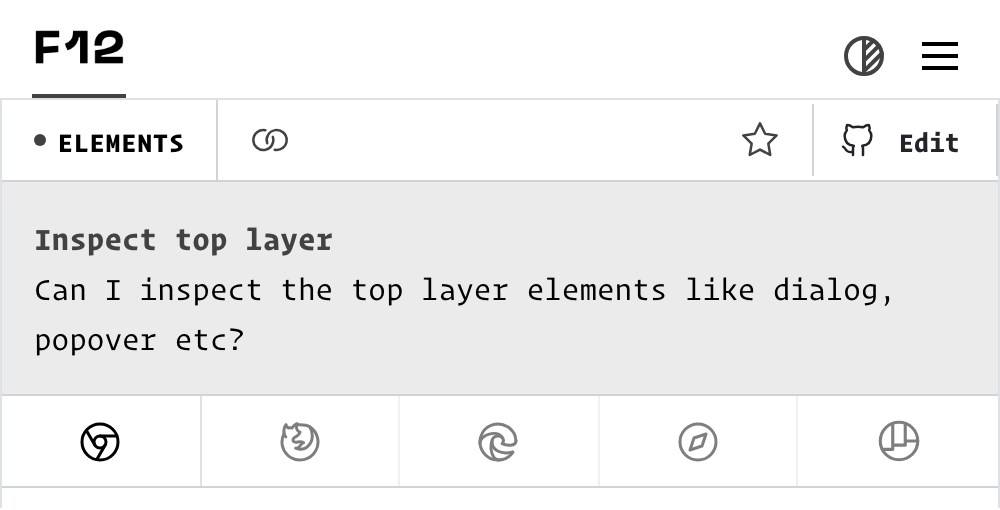 F12
ELEMENTS
Edit
Inspect top layer
Can I inspect the top layer elements like dialog,
popover etc?